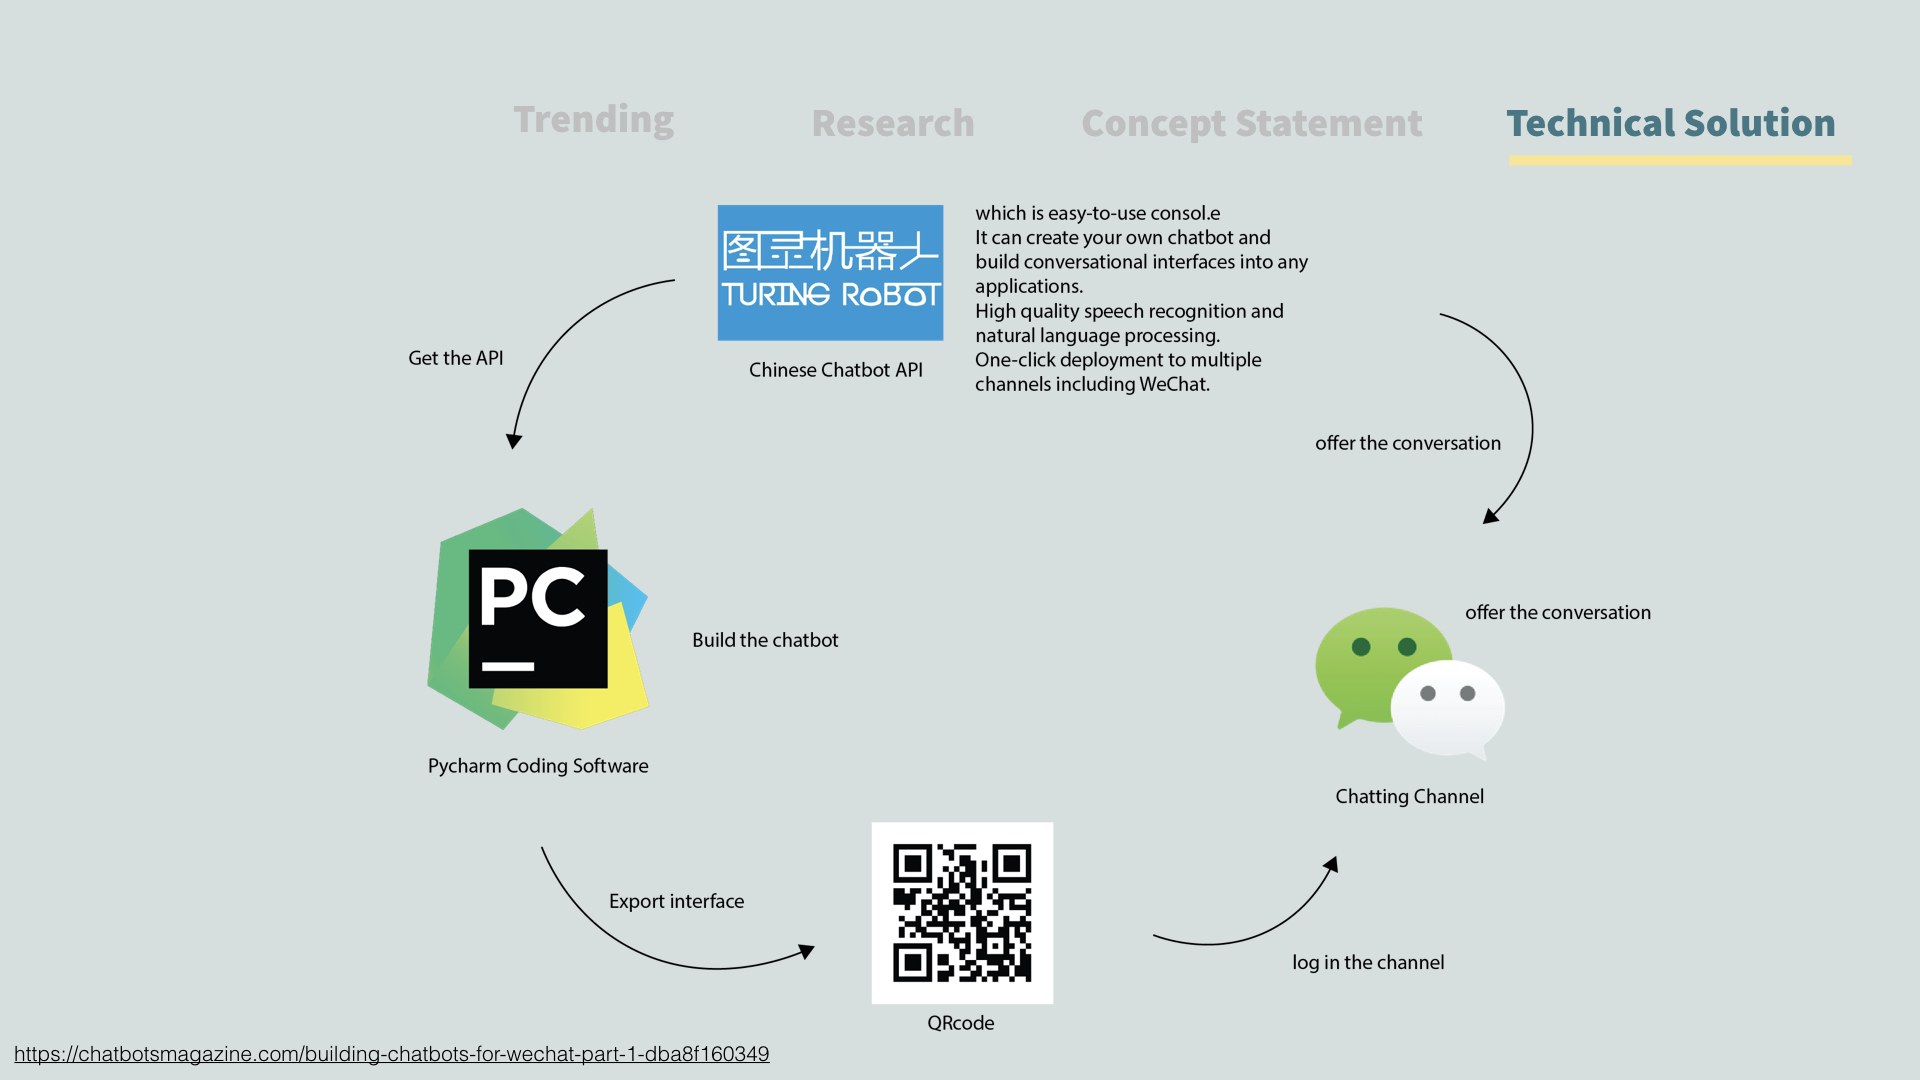 Trending
Research
Concept Statement
Technical Solution
图灵机器人
TURING ROBOT
Chinese Chatbot API
which is easy-to-use consol.e
It can create your own chatbot and
build conversational interfaces into any
applications.
High quality speech recognition and
natural language processing.
One-click deployment to multiple
channels including WeChat.
Get the API
offer the conversation
PC
Build the chatbot
Pycharm Coding Software
offer the conversation
Chatting Channel
Export interface
log in the channel
QRcode
https://chatbotsmagazine.com/building-chatbots-for-wechat-part-1-dba8f160349